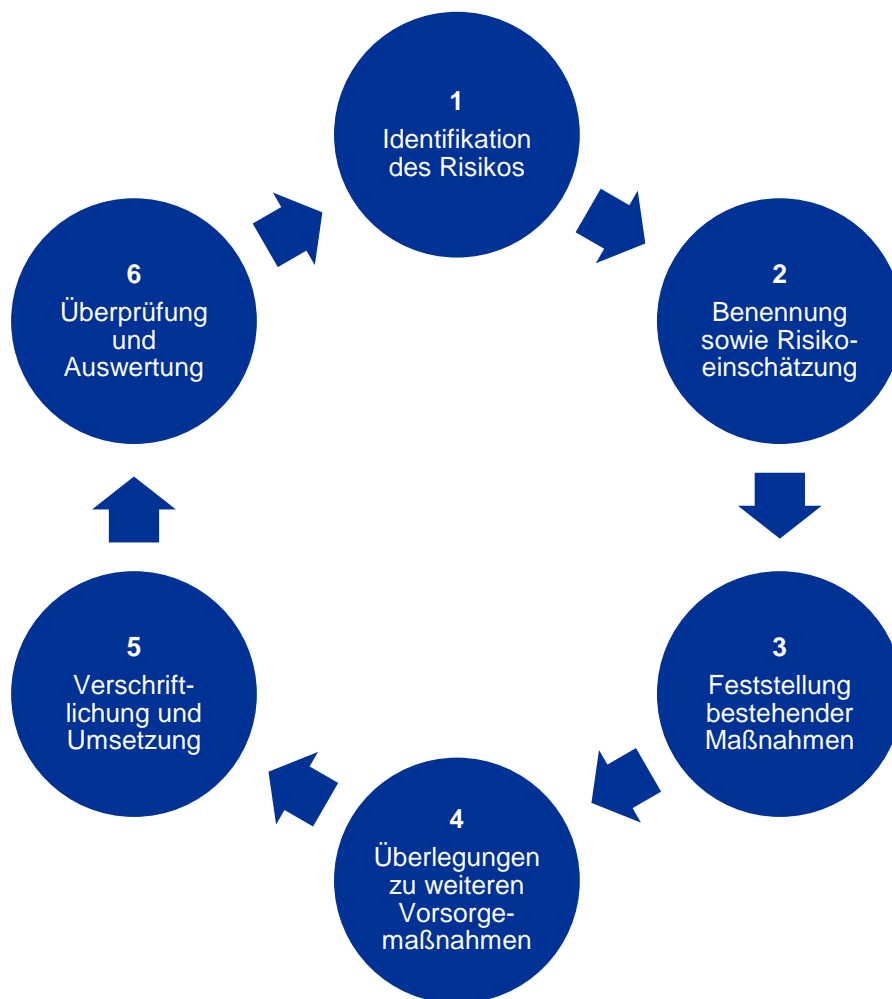 1
Identifikation
des Risikos
2
Benennung
sowie Risiko-
einschätzung
3
Feststellung
bestehender
Maßnahmen
4
Überlegungen
zu weiteren
Vorsorge-
maßnahmen
5
Verschrift-
lichung und
Umsetzung
6
Überprüfung
und
Auswertung